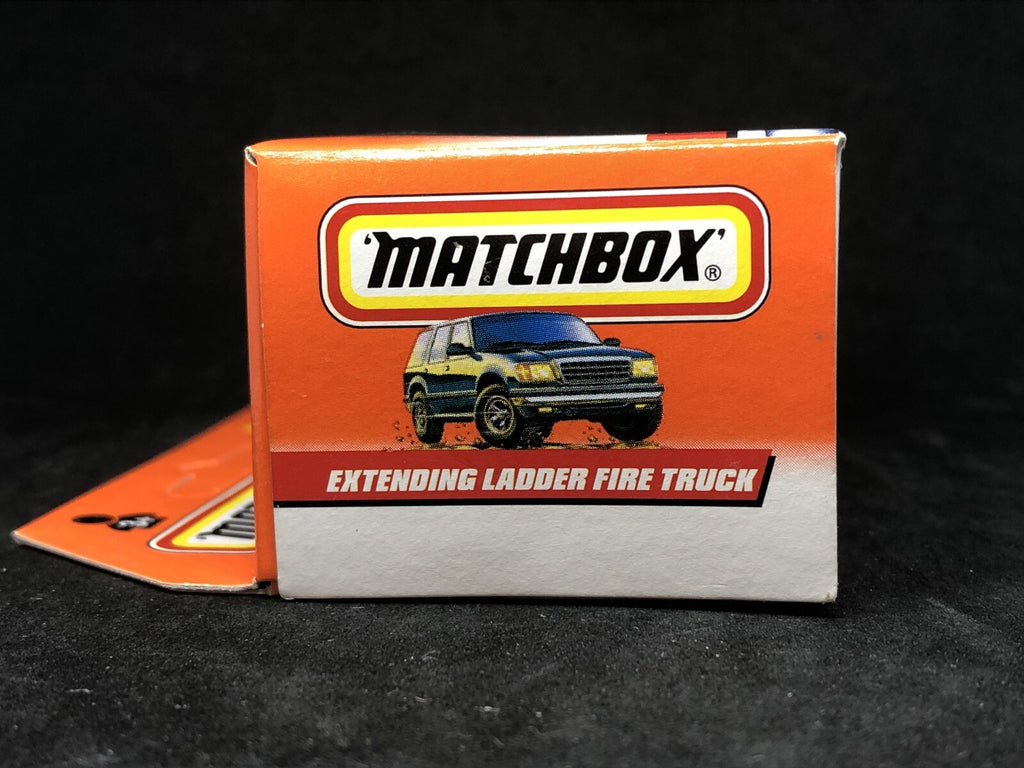 'MATCHBOX'®
EXTENDING LADDER FIRE TRUCK